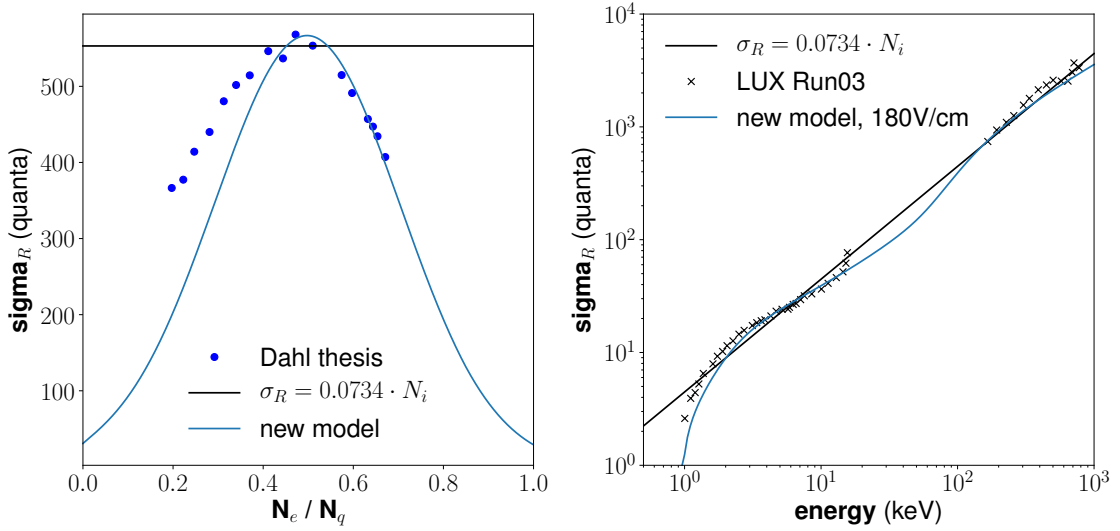 500
400
300
200
100
sigma_R (quanta)
Dahl thesis
σ_R = 0.0734 · N_i
new model
0.0 0.2 0.4 0.6 0.8 1.0
N_e / N_q
10^4
10^3
10^2
10^1
10^0
sigma_R (quanta)
σ_R = 0.0734 · N_i
LUX Run03
new model, 180V/cm
10^0 10^1 10^2 10^3
energy (keV)